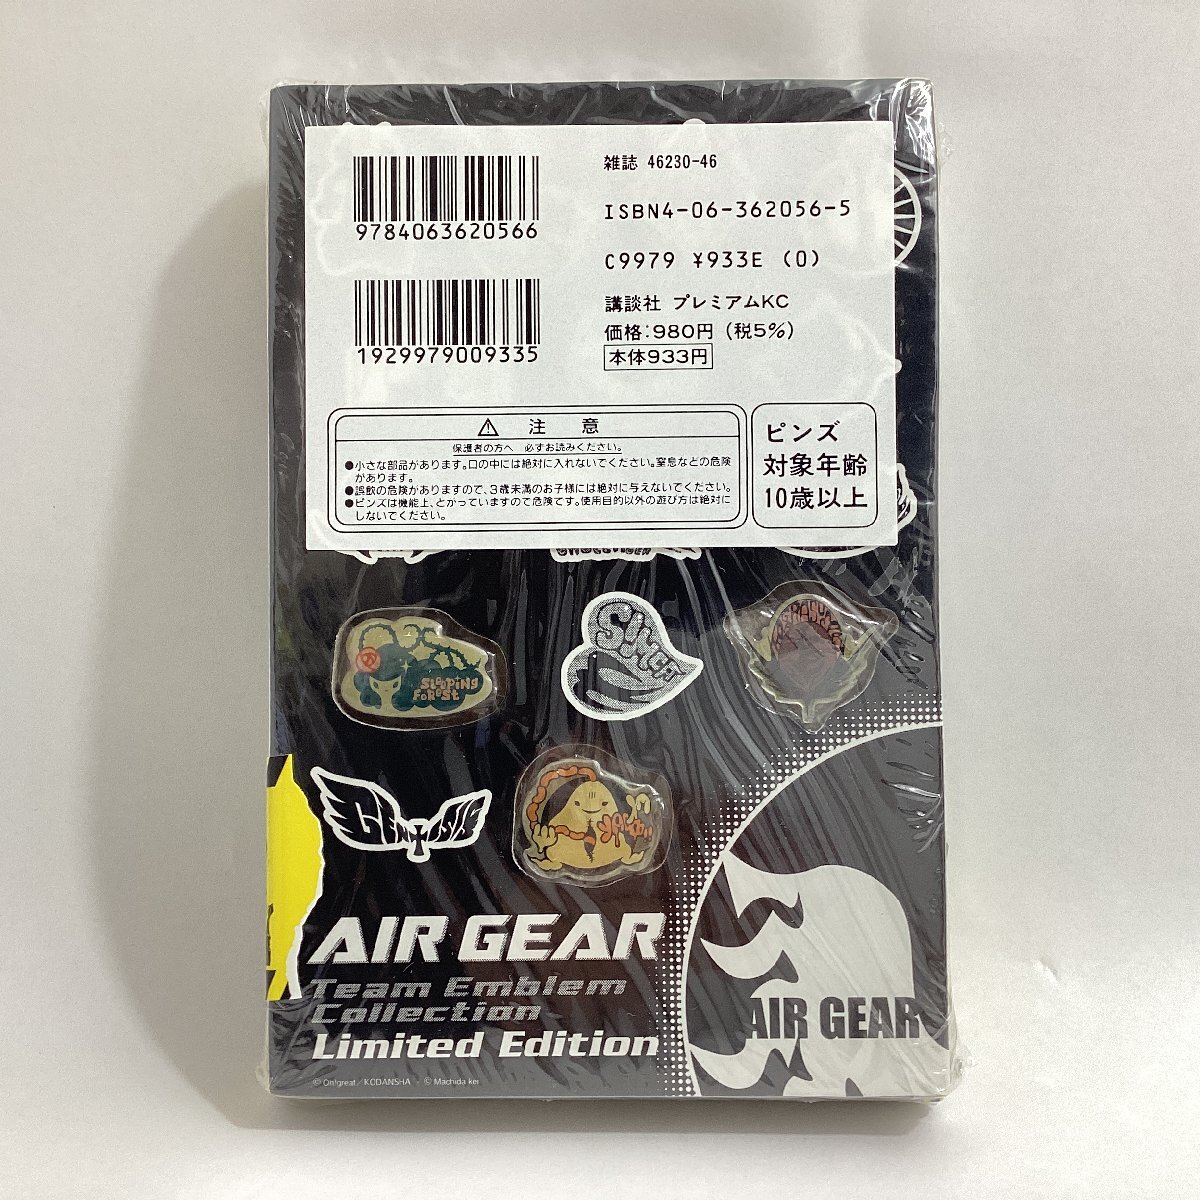 9784063620566
1929979009335
雑誌 46230-46
ISBN4-06-362056-5
C9979 ¥933E (0)
講談社 プレミアムKC
価格:980円 (税5%)
本体933円
⚠ 注 意
保護者の方へ 必ずお読みください。
●小さな部品があります。口の中には絶対に入れないでください。窒息などの危険
があります。
●誤飲の危険がありますので、3歳未満のお子様には絶対に与えないでください。
●ピンズは機能上、とがっていますので危険です。使用目的以外の遊び方は絶対に
しないでください。
ピンズ
対象年齢
10歳以上
SLEEPING
FOREST
GENESIS
AIR GEAR
Team Emblem
Collection
Limited Edition
AIR GEAR
© Oh!great/KODANSHA © Machida kei